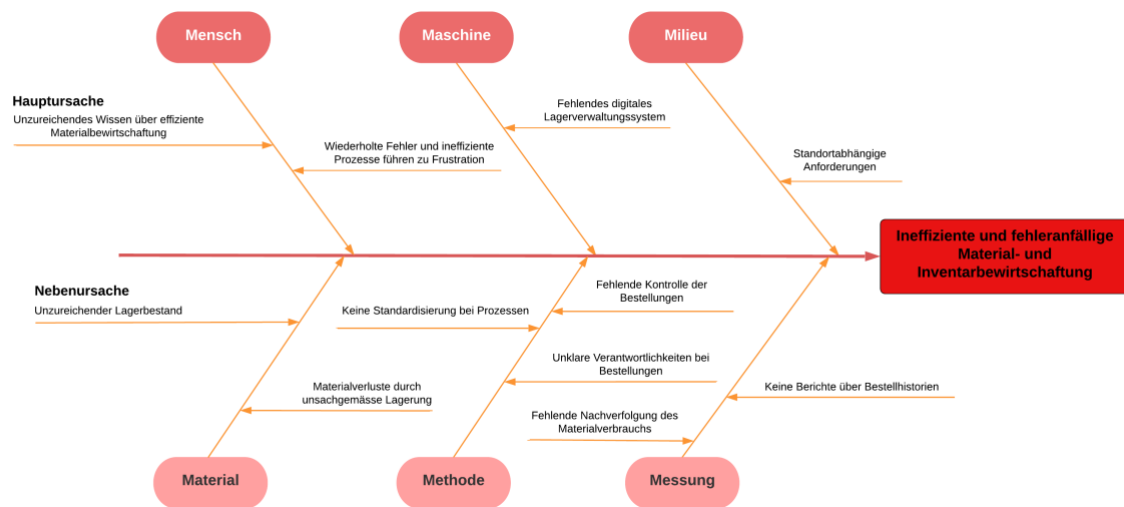 Mensch
Maschine
Milieu
Hauptursache
Unzureichendes Wissen über effiziente
Materialbewirtschaftung
Wiederholte Fehler und ineffiziente
Prozesse führen zu Frustration
Fehlendes digitales
Lagerverwaltungssystem
Standortabhängige
Anforderungen
Ineffiziente und fehleranfällige
Material- und
Inventarbewirtschaftung
Nebenursache
Unzureichender Lagerbestand
Materialverluste durch
unsachgemässe Lagerung
Keine Standardisierung bei Prozessen
Fehlende Kontrolle der
Bestellungen
Unklare Verantwortlichkeiten bei
Bestellungen
Fehlende Nachverfolgung des
Materialverbrauchs
Keine Berichte über Bestellhistorien
Material
Methode
Messung